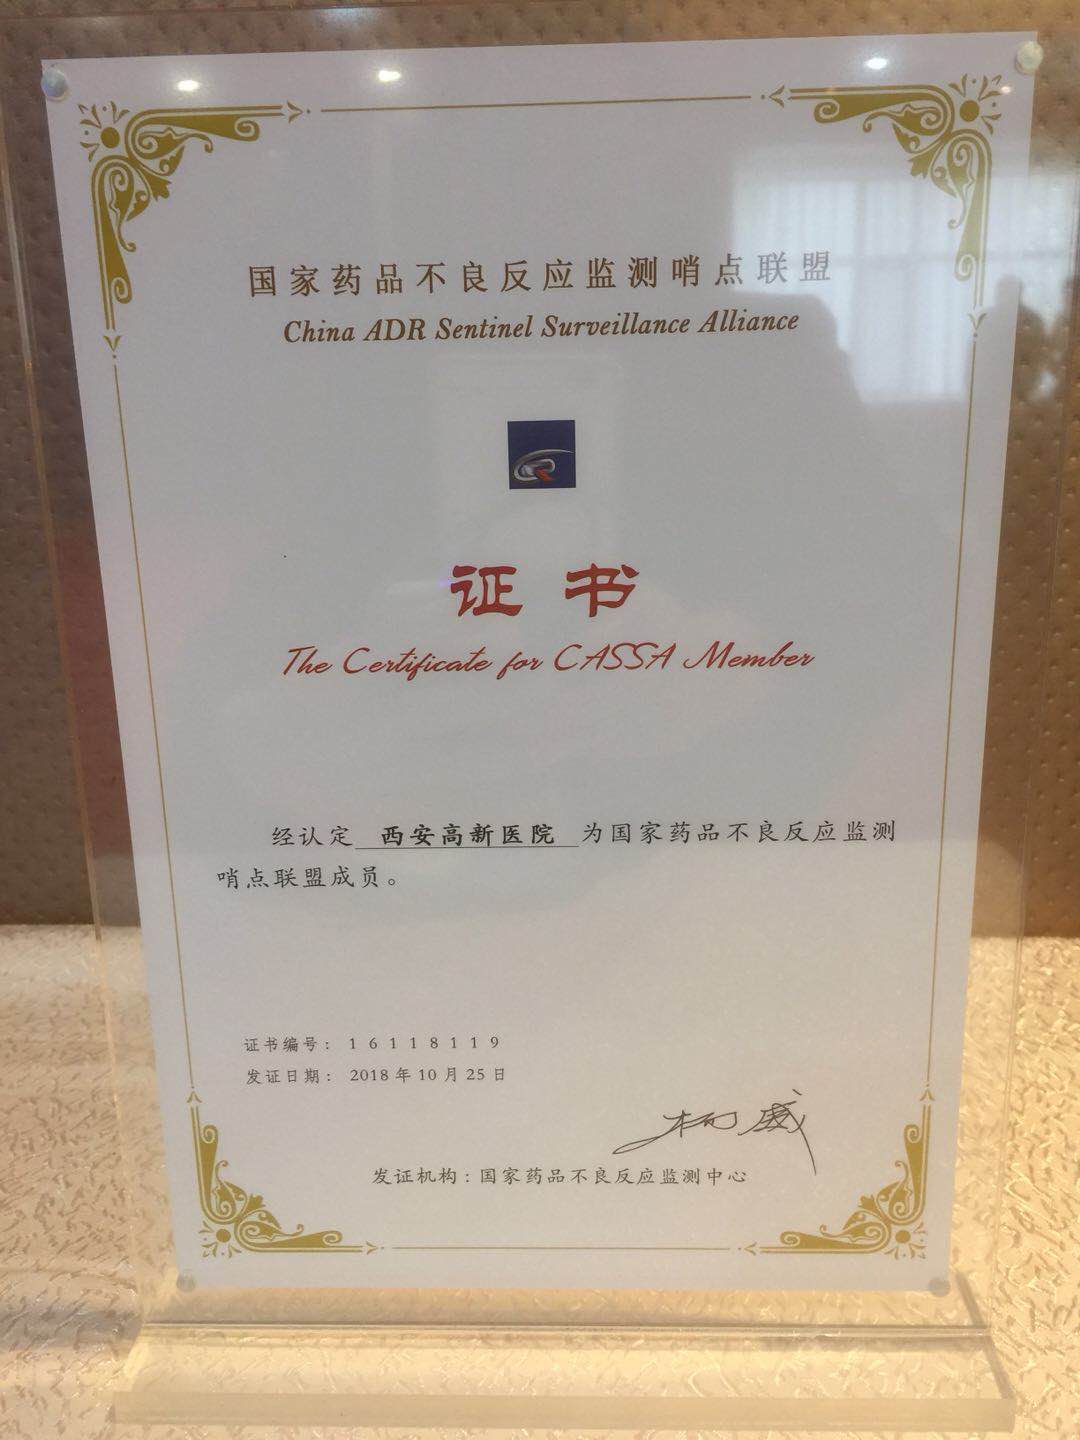 国家药品不良反应监测哨点联盟
China ADR Sentinel Surveillance Alliance
证书
The Certificate for CASSA Member
经认定 西安高新医院 为国家药品不良反应监测
哨点联盟成员。
证书编号：16118119
发证日期：2018年10月25日
发证机构：国家药品不良反应监测中心